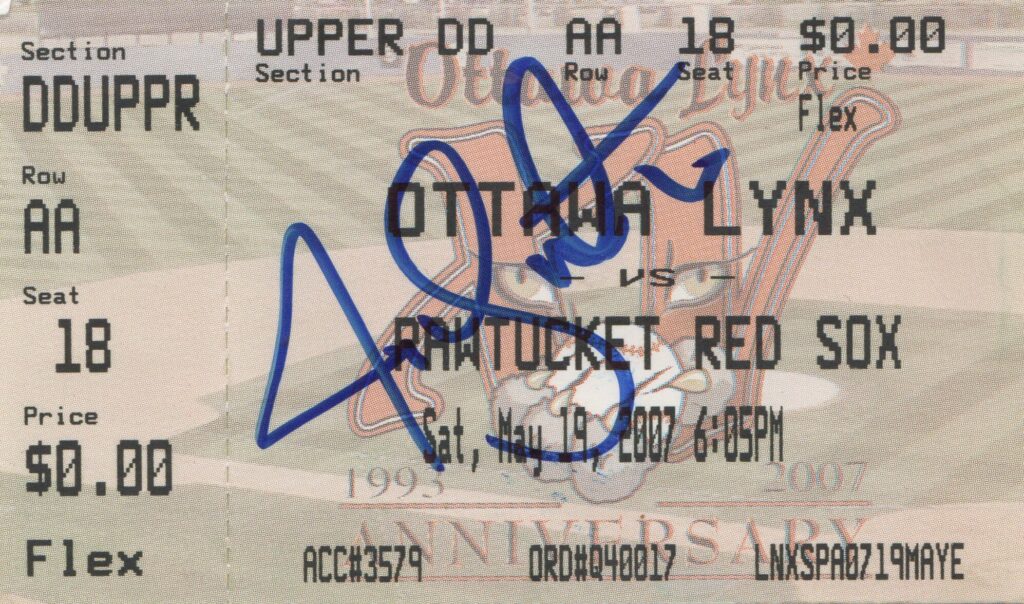 Section
DDUPPR
Row
AA
Seat
18
Price
$0.00
Flex
UPPER DD AA 18 $0.00
Section Row Seat Price
Flex
Ottawa Lynx
OTTAWA LYNX
- vs -
PAWTUCKET RED SOX
Sat, May 19, 2007 6:05PM
1993 2007
ANNIVERSARY
ACC#3579 ORD#Q40017 LNXSPA0719MAYE